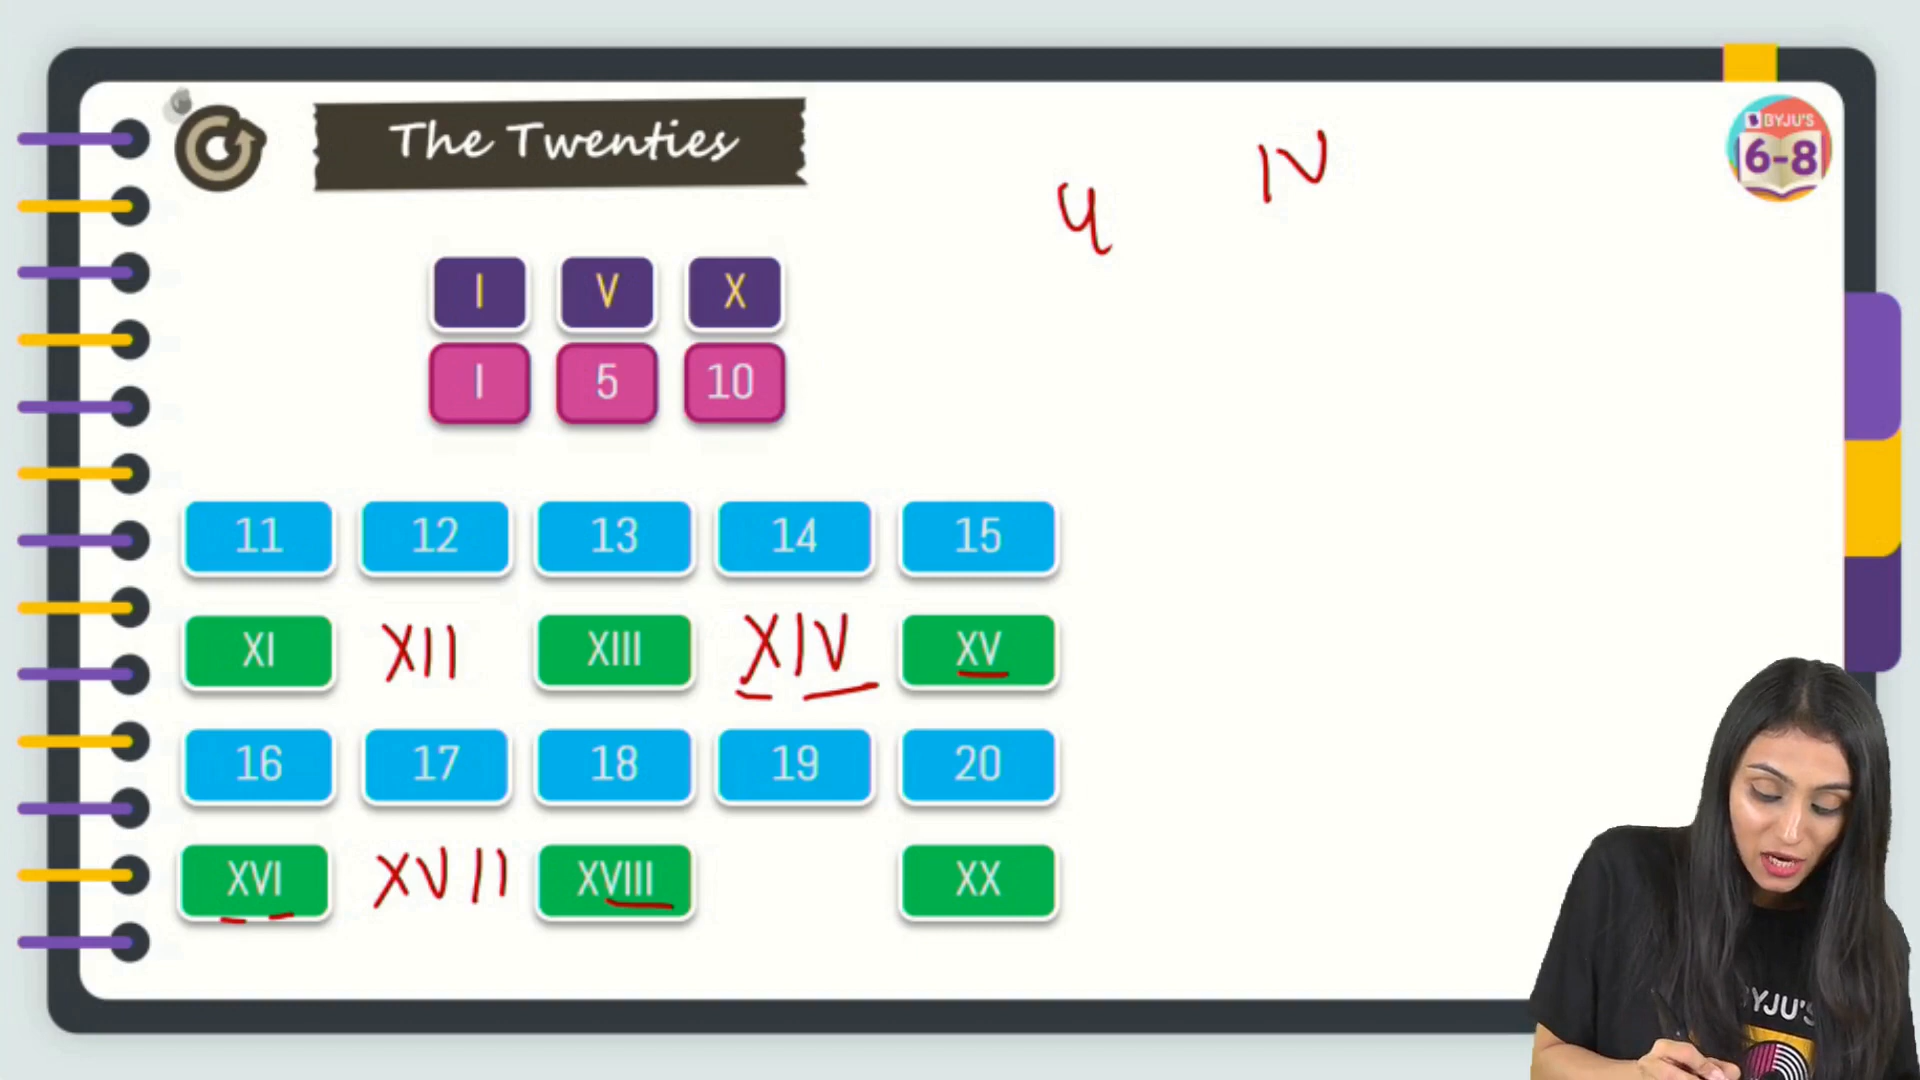 The Twenties
IV
BYJU'S
6-8
4
I V X
I 5 10
11 12 13 14 15
XI XII XIII XIV XV
16 17 18 19 20
XVI XVII XVIII XX
BYJU'S